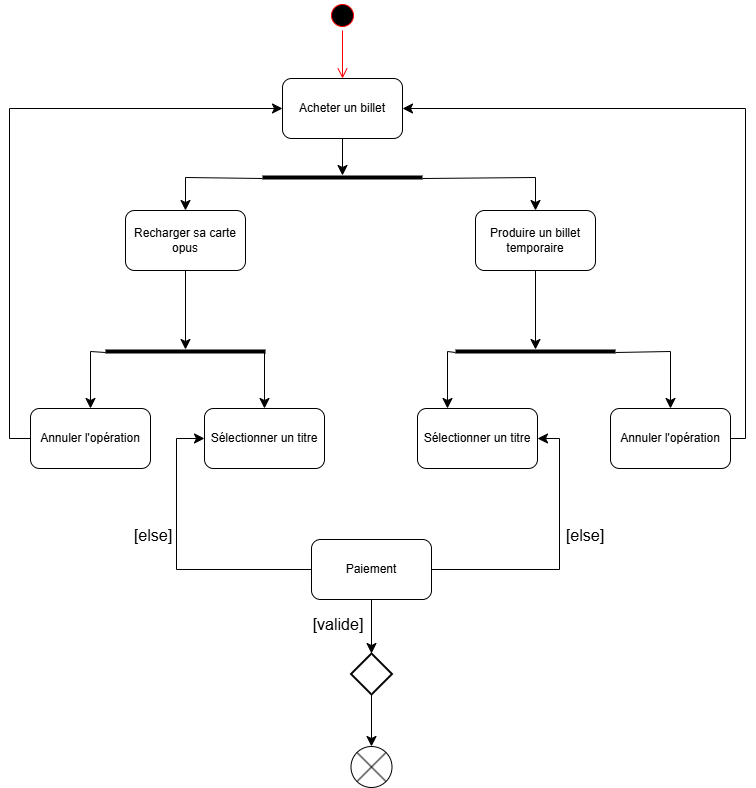 Acheter un billet
Recharger sa carte
opus
Produire un billet
temporaire
Annuler l'opération
Sélectionner un titre
Sélectionner un titre
Annuler l'opération
[else]
[else]
Paiement
[valide]